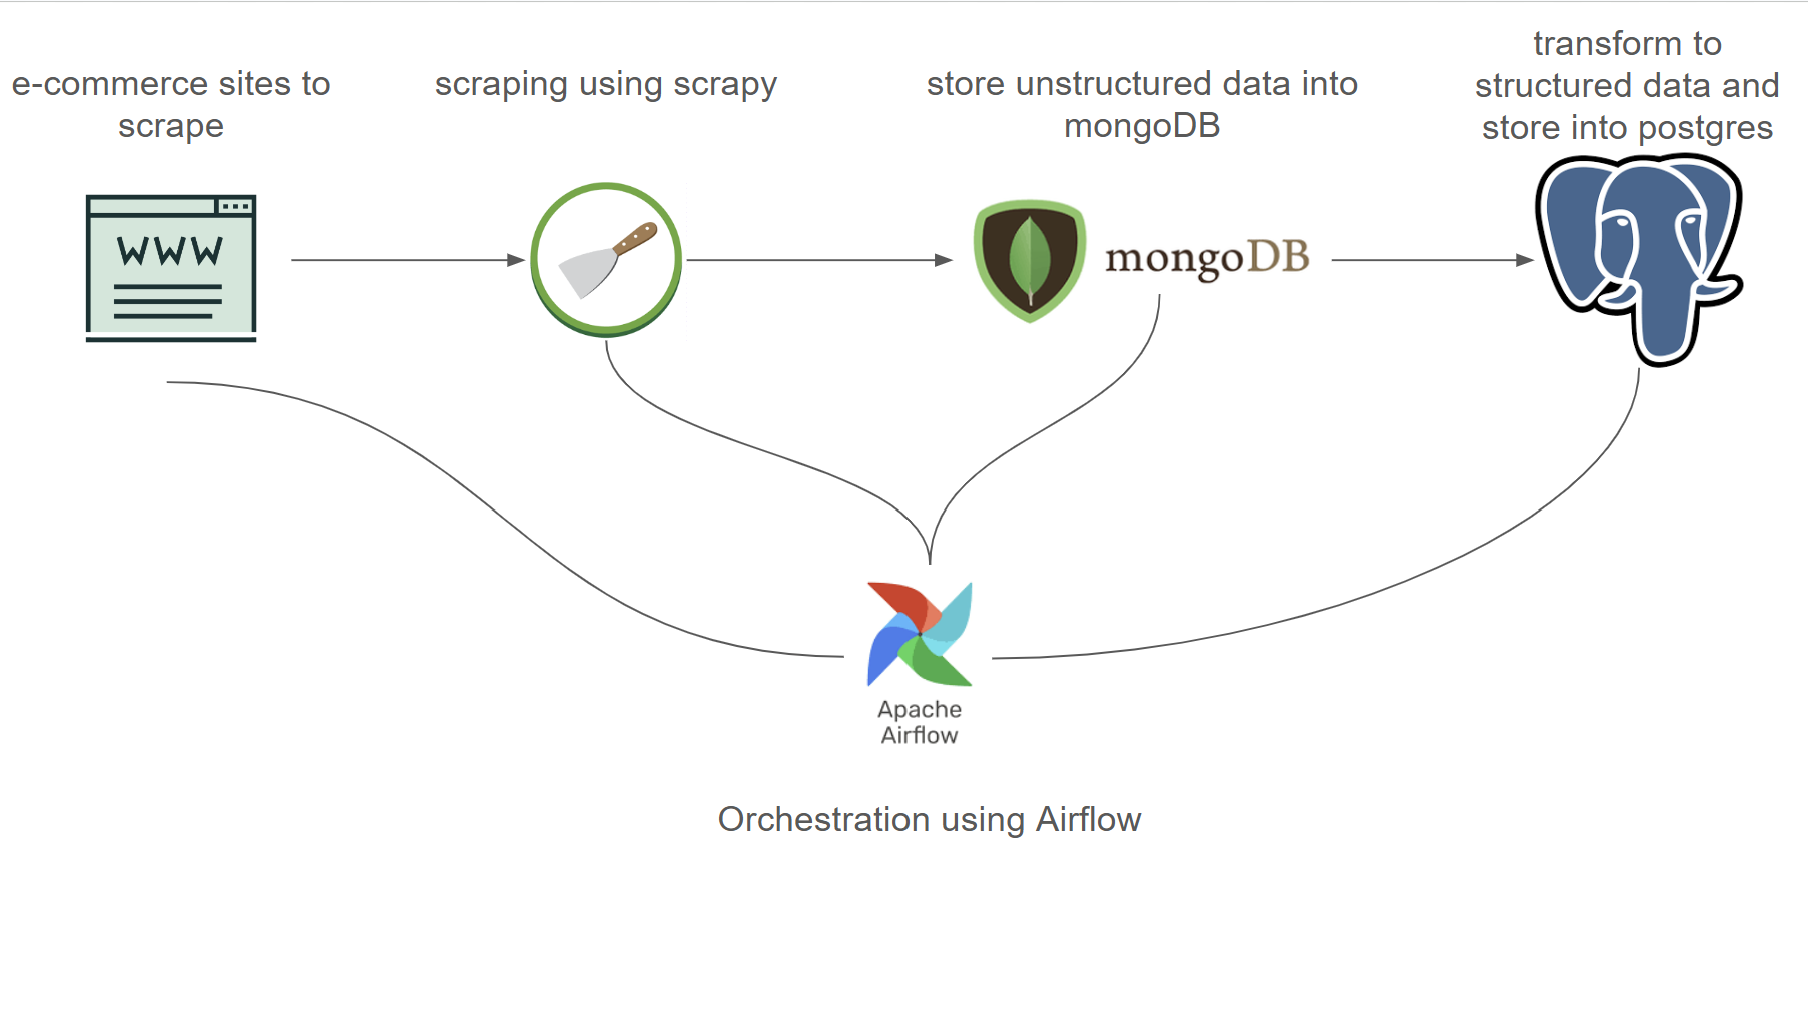 e-commerce sites to
scrape
scraping using scrapy
store unstructured data into
mongoDB
transform to
structured data and
store into postgres
WWW
mongoDB
Apache
Airflow
Orchestration using Airflow